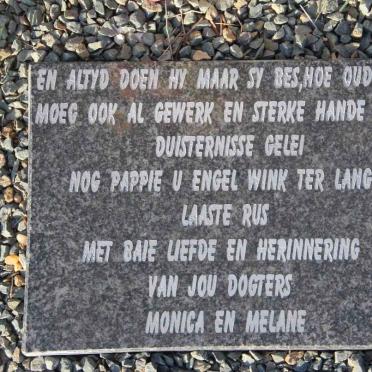 EN ALTYD DOEN HY MAAR SY BES,HOE OUD
MOEG OOK AL GEWERK EN STERKE HANDE
DUISTERNISSE GELEI
NOG PAPPIE U ENGEL WINK TER LANG
LAASTE RUS
MET BAIE LIEFDE EN HERINNERING
VAN JOU DOGTERS
MONICA EN MELANE